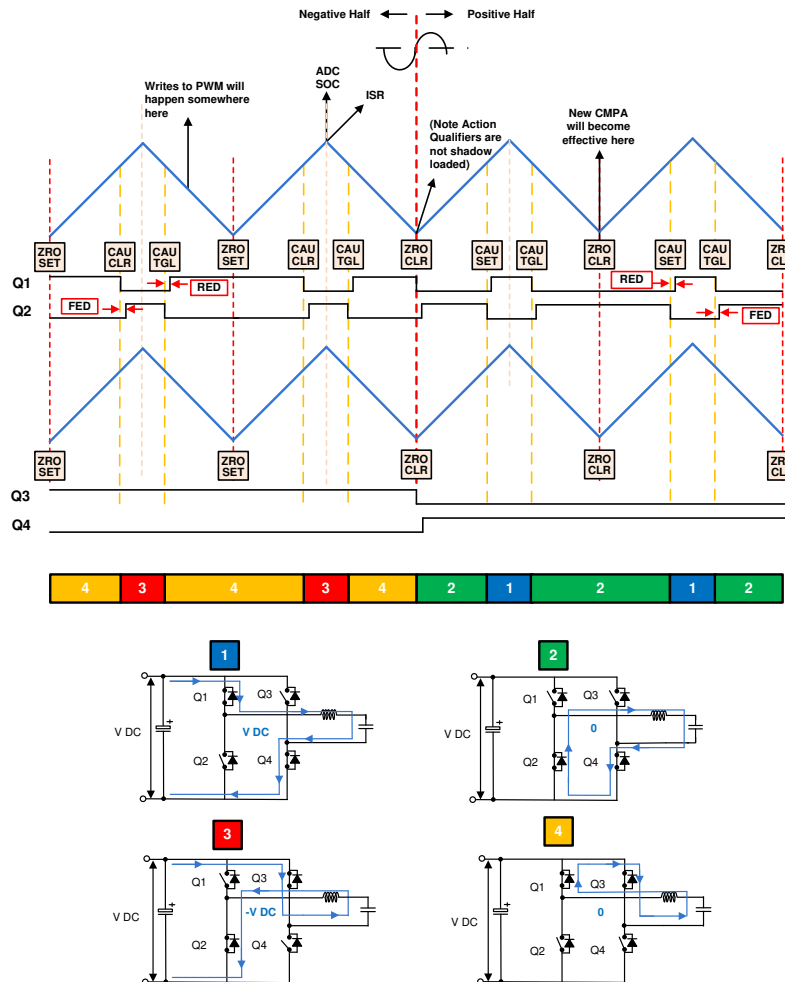 Negative Half
Positive Half
Writes to PWM will
happen somewhere
here
ADC
SOC
ISR
(Note Action
Qualifiers are
not shadow
loaded)
New CMPA
will become
effective here
ZRO
SET
CAU
CLR
CAU
TGL
ZRO
SET
CAU
CLR
CAU
TGL
ZRO
CLR
CAU
SET
CAU
TGL
ZRO
CLR
CAU
SET
CAU
TGL
ZRO
CL
Q1
RED
RED
Q2
FED
FED
ZRO
SET
ZRO
SET
ZRO
CLR
ZRO
CLR
ZR
CL
Q3
Q4
4 3 4 3 4 2 1 2 1 2
1
Q1 Q3
V DC
V DC
Q2 Q4
+
2
Q1 Q3
V DC
0
Q2 Q4
+
3
Q1 Q3
V DC
-V DC
Q2 Q4
+
4
Q1 Q3
V DC
0
Q2 Q4
+